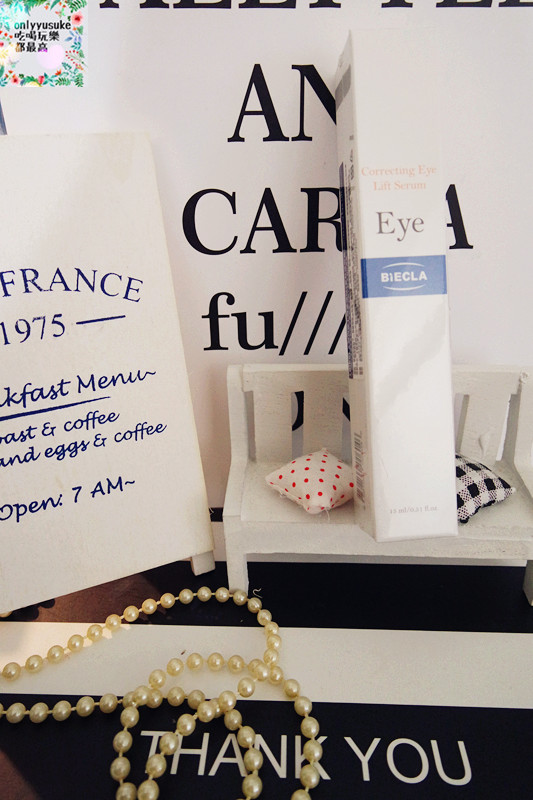 onlyyusuke
吃喝玩樂
都最高
AN
CAR A
fu///
Correcting Eye
Lift Serum
Eye
BIECLA
FRANCE
1975
kfast Menu~
ast & coffee
and eggs & coffee
Open: 7 AM~
THANK YOU